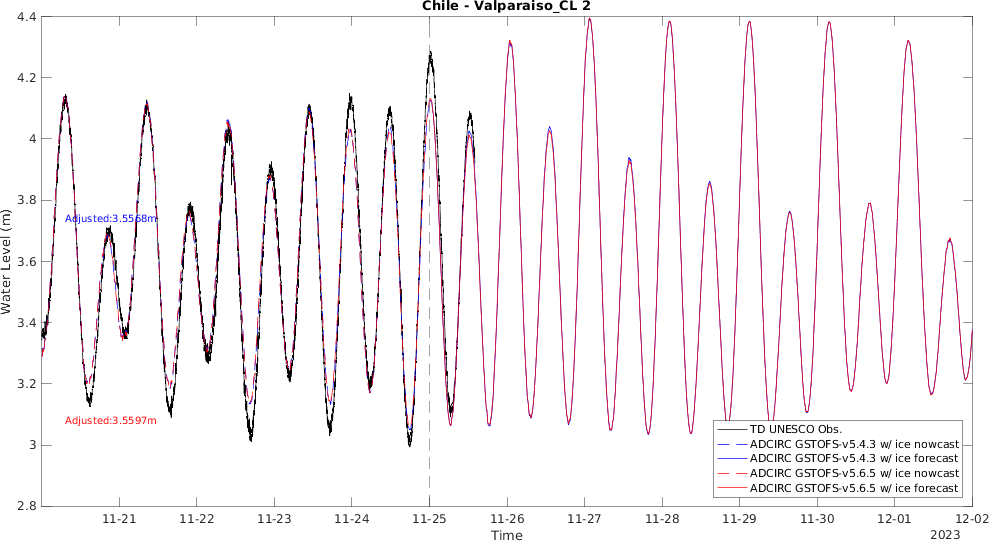 Chile - Valparaiso_CL 2
4.4
4.2
4
3.8
3.6
3.4
3.2
3
2.8
Water Level (m)
Adjusted:3.5568m
Adjusted:3.5597m
TD UNESCO Obs.
ADCIRC GSTOFS-v5.4.3 w/ ice nowcast
ADCIRC GSTOFS-v5.4.3 w/ ice forecast
ADCIRC GSTOFS-v5.6.5 w/ ice nowcast
ADCIRC GSTOFS-v5.6.5 w/ ice forecast
11-21 11-22 11-23 11-24 11-25 11-26 11-27 11-28 11-29 11-30 12-01 12-02
Time
2023